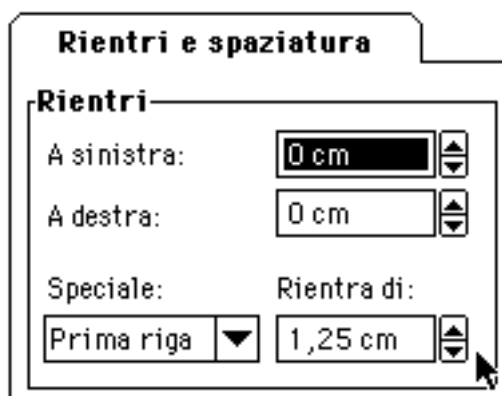 Rientri e spaziatura
Rientri
A sinistra: 0 cm
A destra: 0 cm
Speciale: Rientra di:
Prima riga 1,25 cm